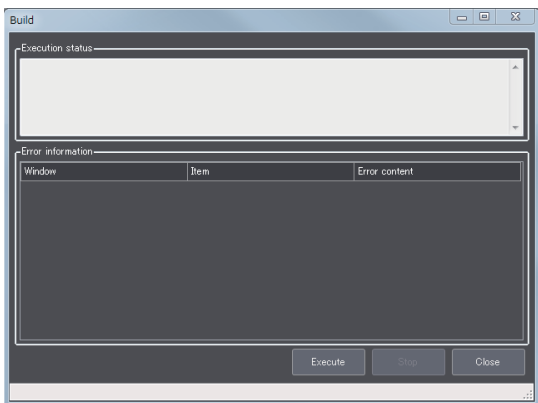 Build
Execution status
Error information
Window Item Error content
Execute Stop Close